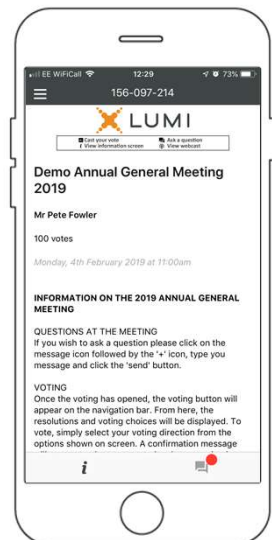 EE WiFiCall 12:29 73%
156-097-214
LUMI
Cast your vote Ask a question
i View information screen View webcast
Demo Annual General Meeting
2019
Mr Pete Fowler
100 votes
Monday, 4th February 2019 at 11:00am
INFORMATION ON THE 2019 ANNUAL GENERAL
MEETING
QUESTIONS AT THE MEETING
If you wish to ask a question please click on the
message icon followed by the '+' icon, type you
message and click the 'send' button.
VOTING
Once the voting has opened, the voting button will
appear on the navigation bar. From here, the
resolutions and voting choices will be displayed. To
vote, simply select your voting direction from the
options shown on screen. A confirmation message
i